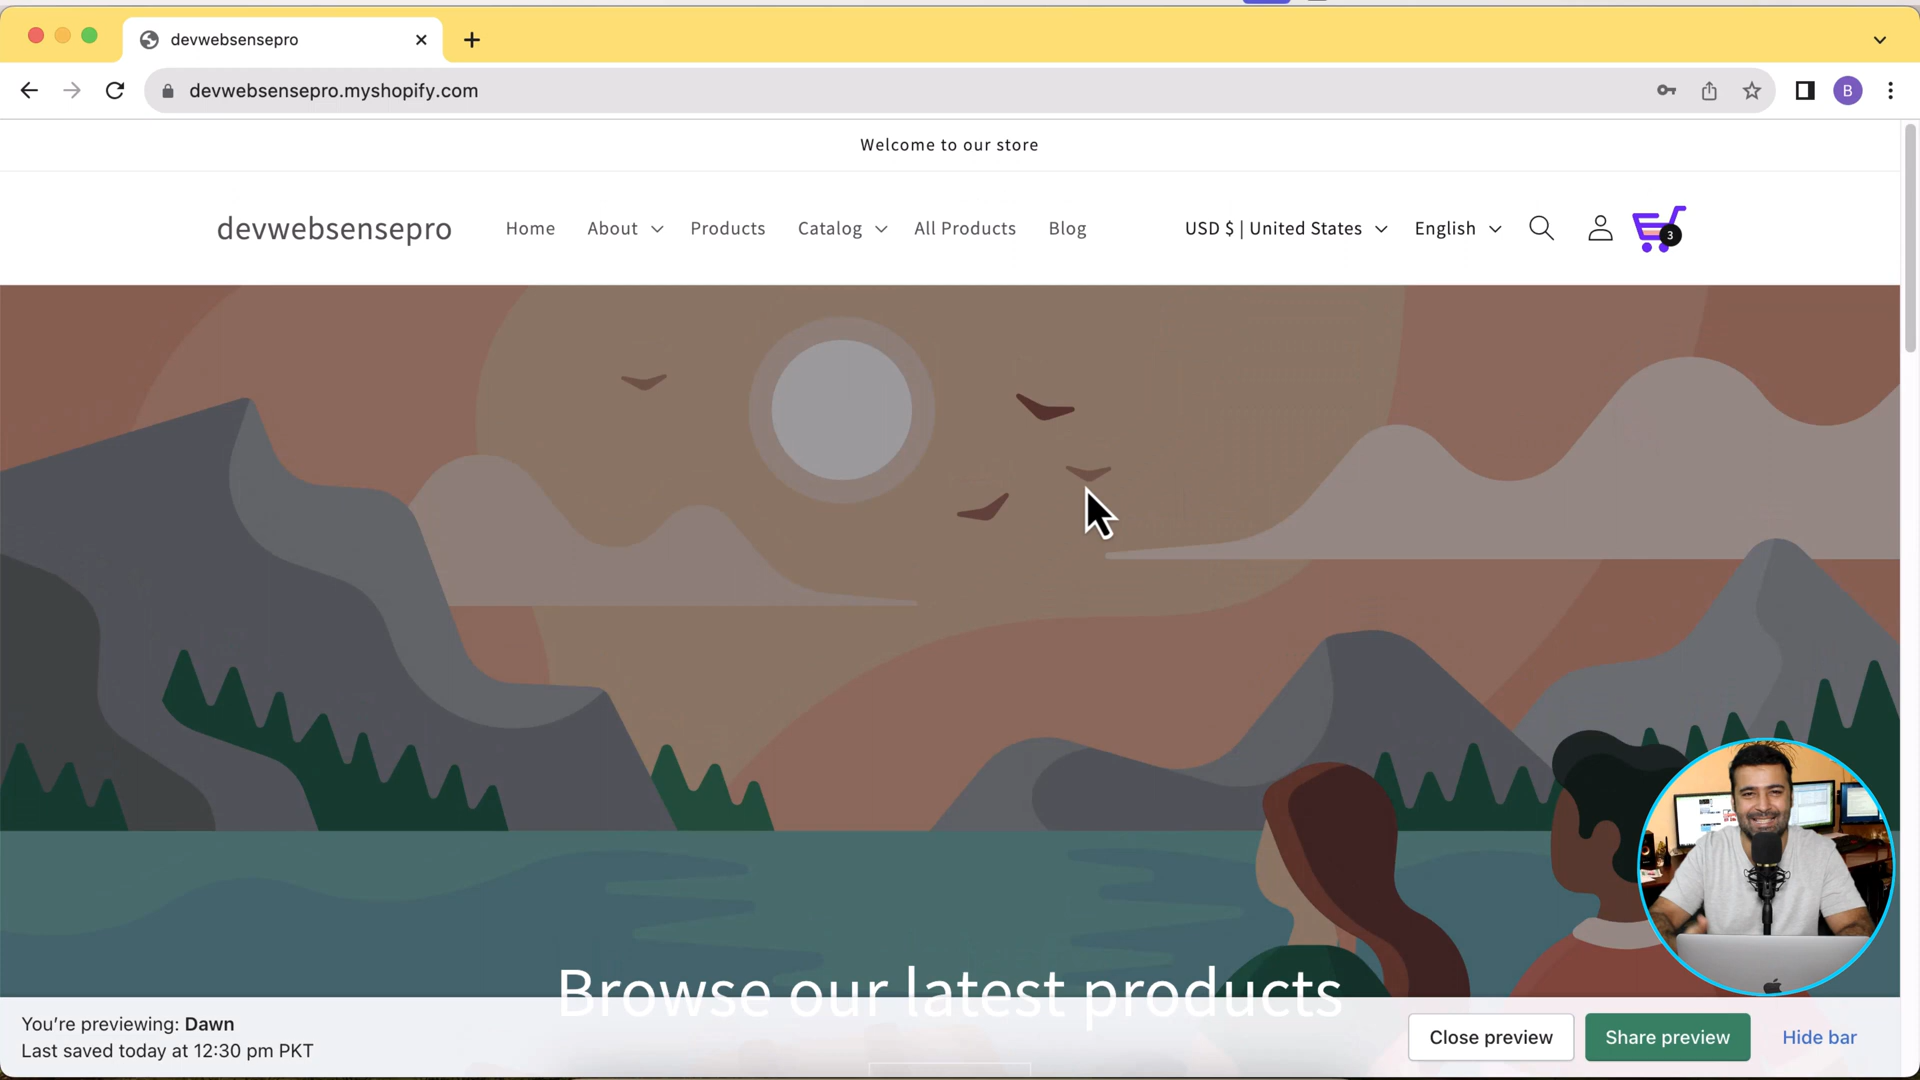 devwebsensepro
devwebsensepro.myshopify.com
B
Welcome to our store
devwebsensepro Home About Products Catalog All Products Blog USD $ | United States English 3
Browse our latest products
You're previewing: Dawn
Last saved today at 12:30 pm PKT
Close preview Share preview Hide bar